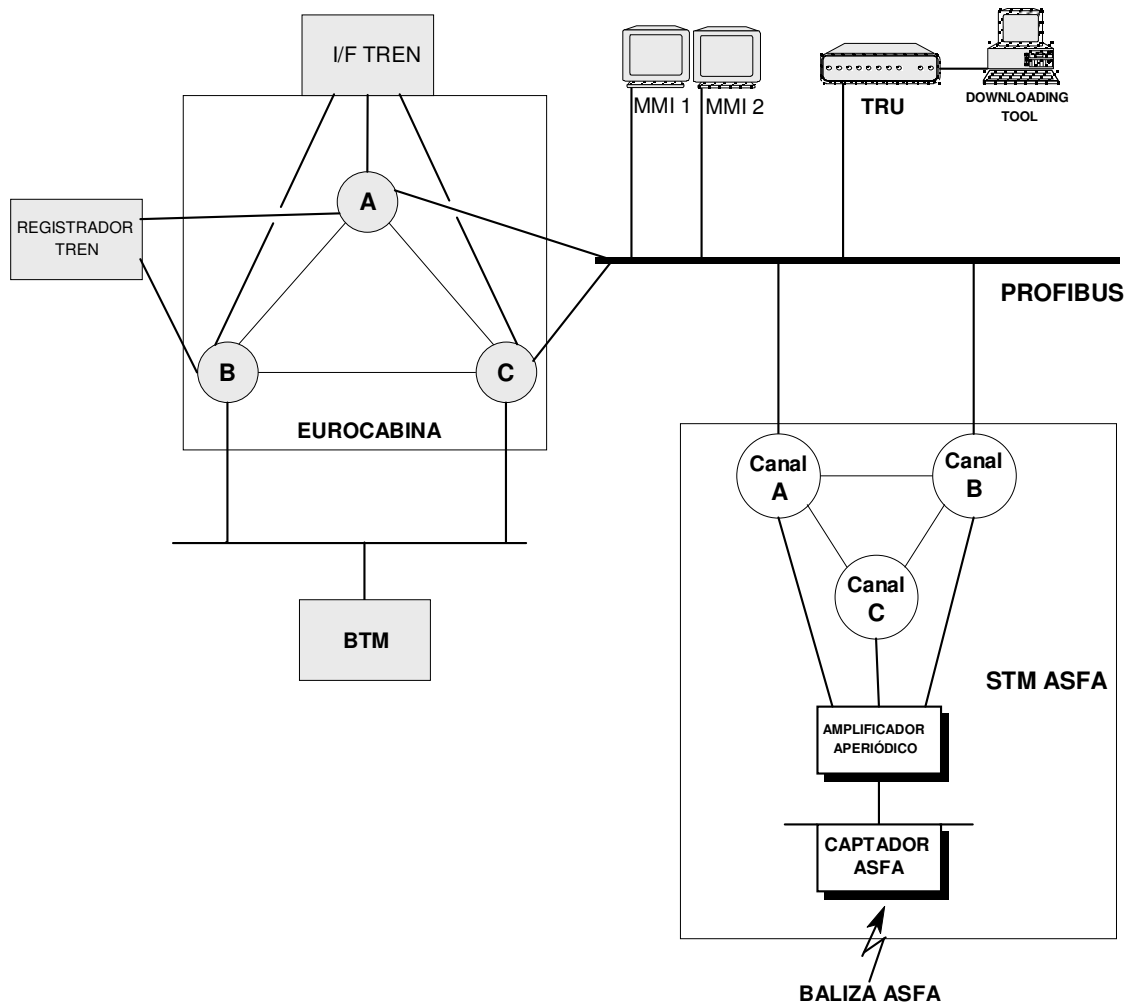 I/F TREN
MMI 1
MMI 2
TRU
DOWNLOADING
TOOL
A
REGISTRADOR
TREN
PROFIBUS
B
C
EUROCABINA
Canal
A
Canal
B
Canal
C
BTM
STM ASFA
AMPLIFICADOR
APERIÓDICO
CAPTADOR
ASFA
BALIZA ASFA